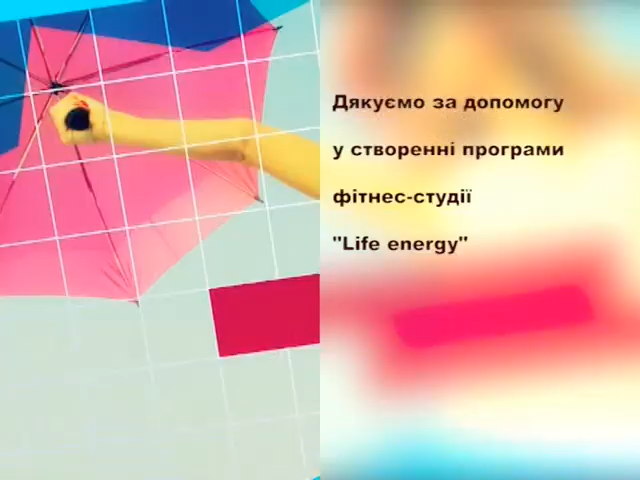 Дякуємо за допомогу
у створенні програми
фітнес-студії
"Life energy"